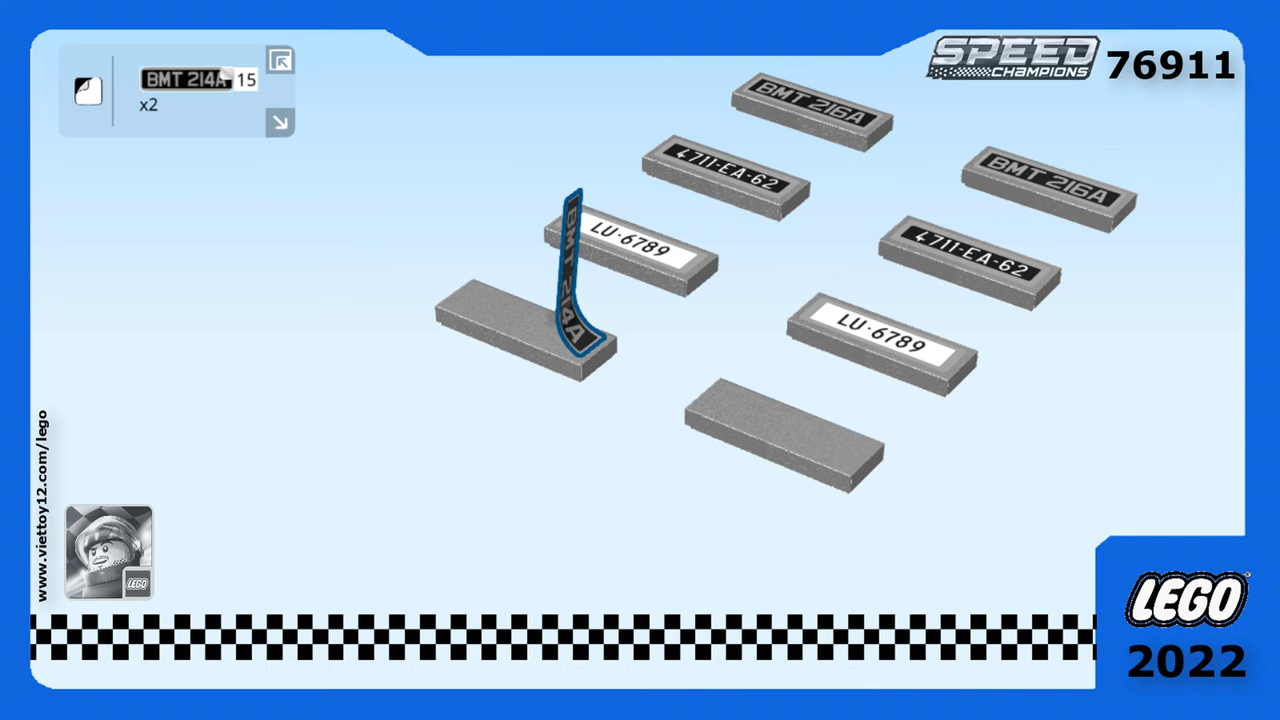 BMT 214A 15
x2
SPEED
CHAMPIONS
76911
BMT 216A
4711-EA-62
BMT 216A
LU·6789
4711-EA-62
BMT 214A
LU·6789
www.viettoy12.com/lego
LEGO
LEGO
2022